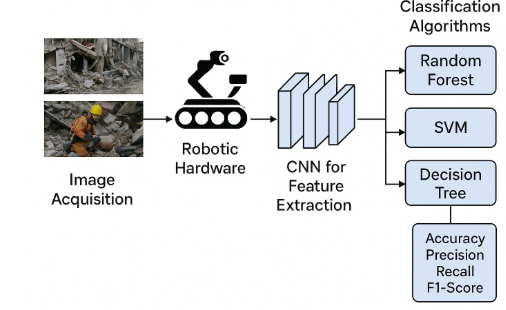 Classification
Algorithms
Random
Forest
SVM
Decision
Tree
Accuracy
Precision
Recall
F1-Score
Image
Acquisition
Robotic
Hardware
CNN for
Feature
Extraction